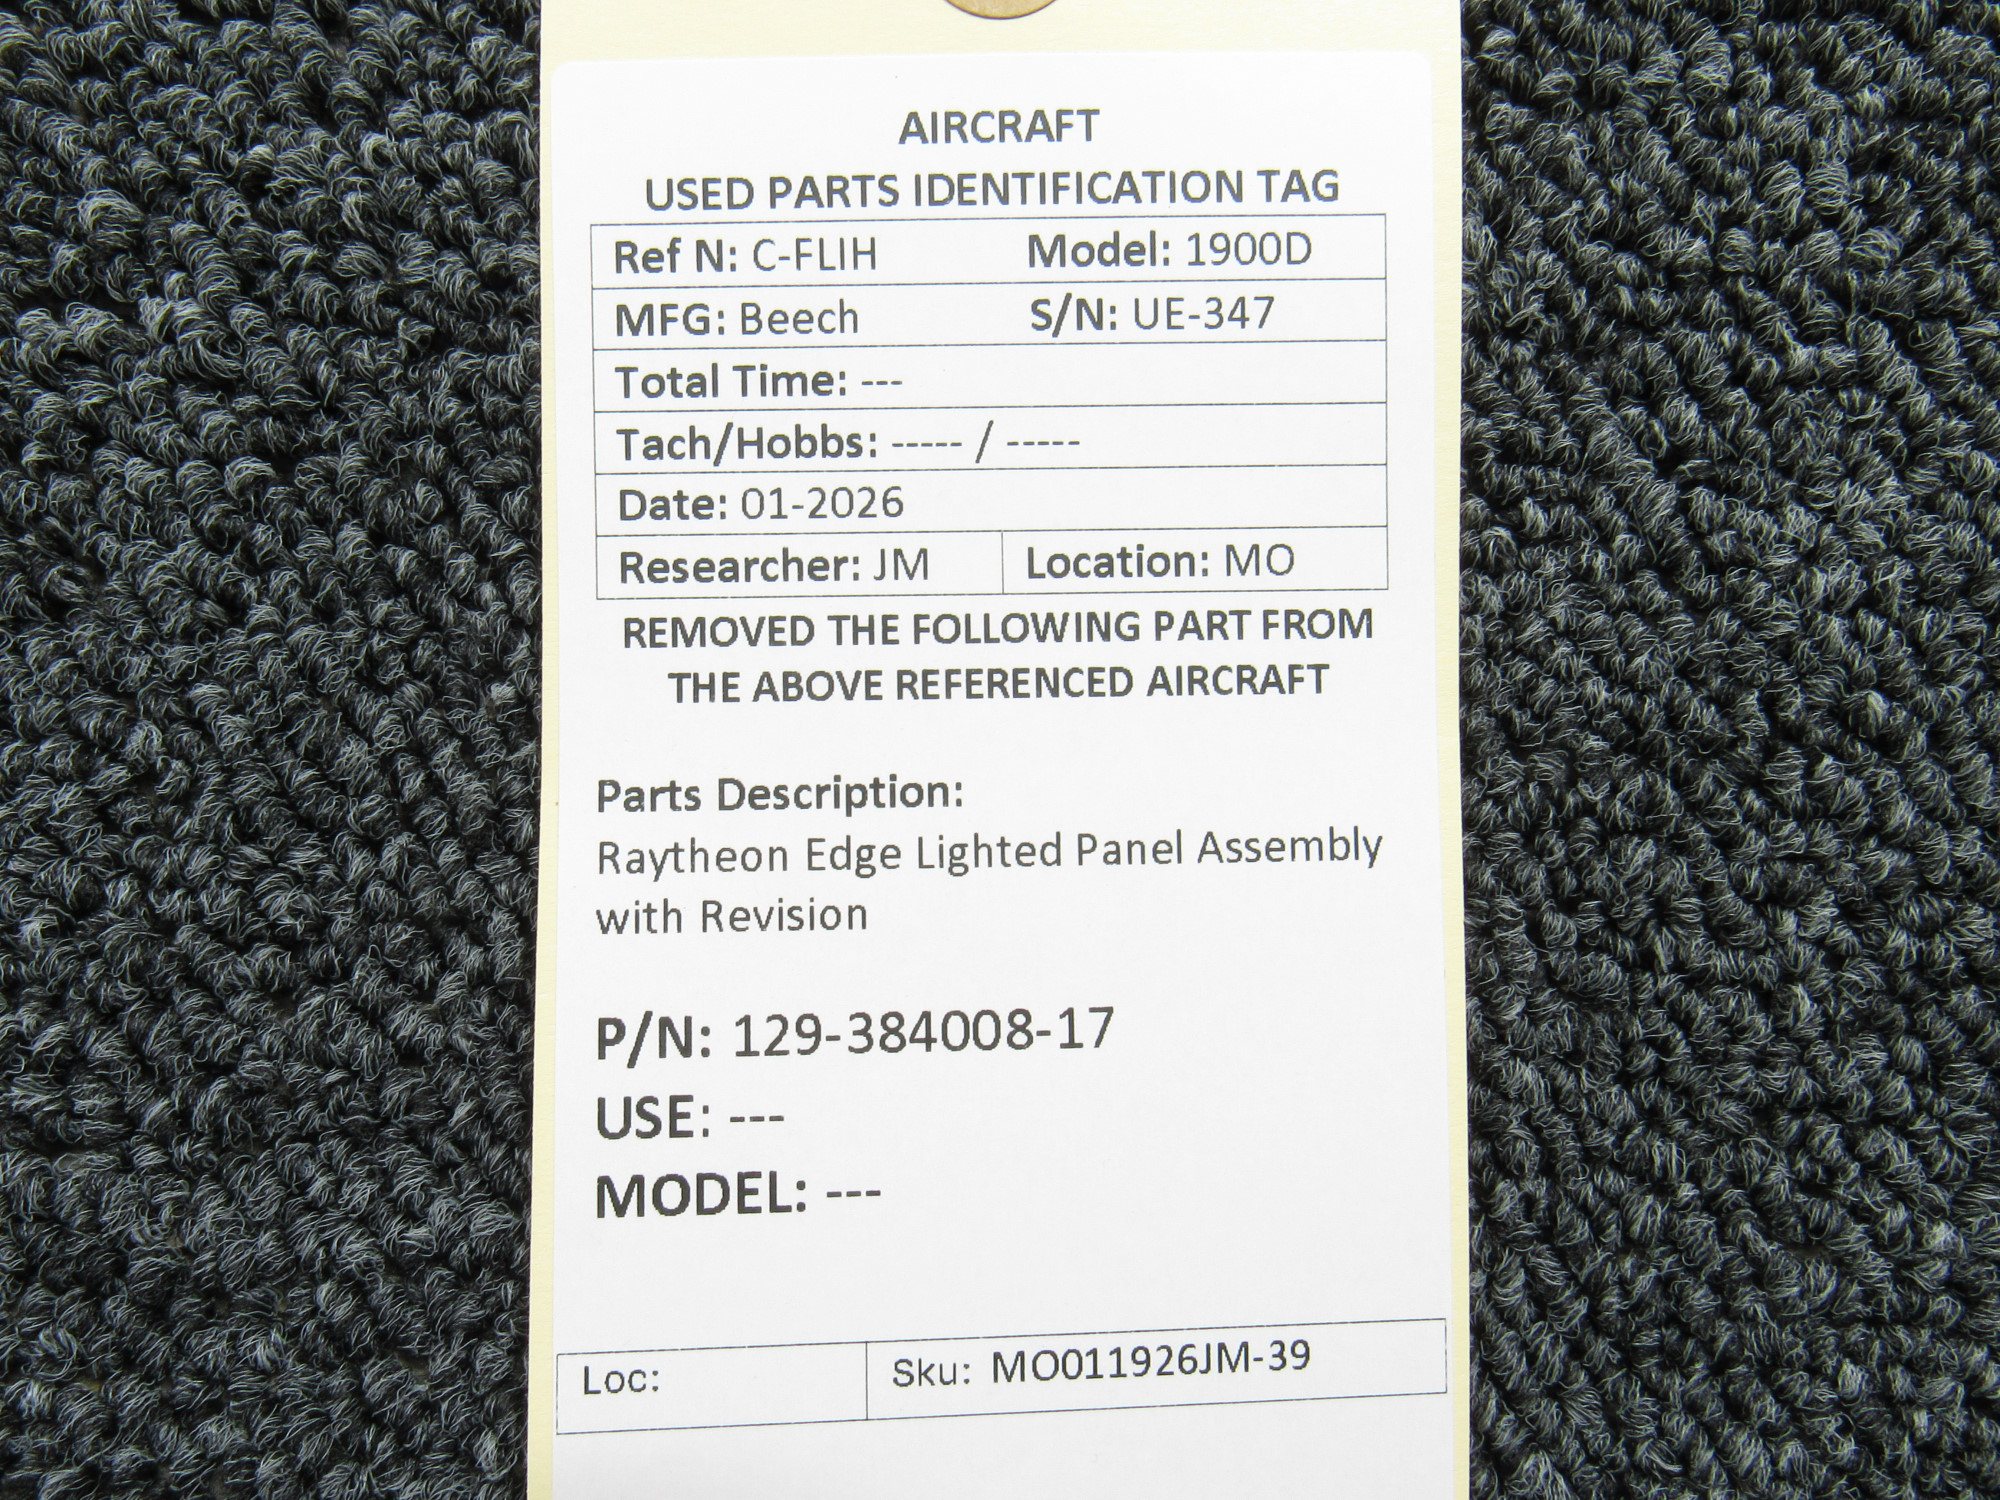 AIRCRAFT
USED PARTS IDENTIFICATION TAG
Ref N: C-FLIH Model: 1900D
MFG: Beech S/N: UE-347
Total Time: ---
Tach/Hobbs: ----- / -----
Date: 01-2026
Researcher: JM Location: MO
REMOVED THE FOLLOWING PART FROM
THE ABOVE REFERENCED AIRCRAFT
Parts Description:
Raytheon Edge Lighted Panel Assembly
with Revision
P/N: 129-384008-17
USE: ---
MODEL: ---
Loc: Sku: MO011926JM-39